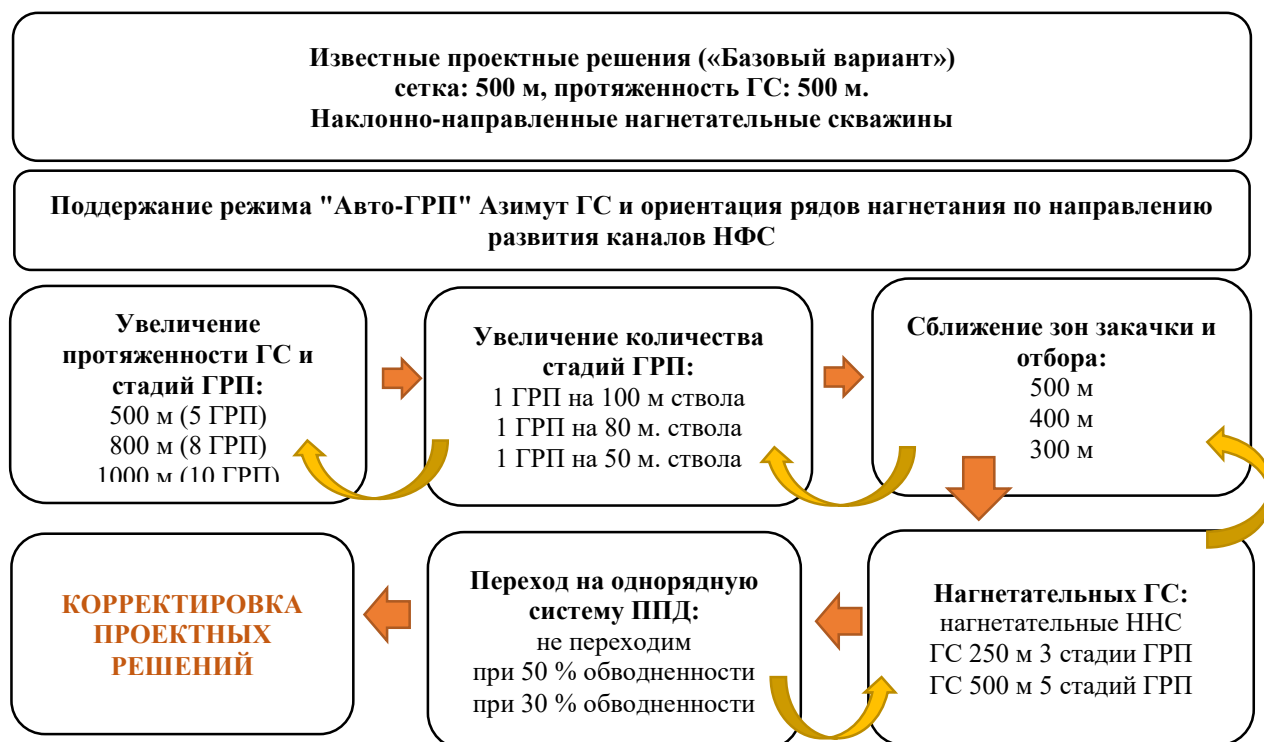 Известные проектные решения («Базовый вариант»)
сетка: 500 м, протяженность ГС: 500 м.
Наклонно-направленные нагнетательные скважины
Поддержание режима "Авто-ГРП" Азимут ГС и ориентация рядов нагнетания по направлению
развития каналов НФС
Увеличение
протяженности ГС и
стадий ГРП:
500 м (5 ГРП)
800 м (8 ГРП)
1000 м (10 ГРП)
Увеличение количества
стадий ГРП:
1 ГРП на 100 м ствола
1 ГРП на 80 м. ствола
1 ГРП на 50 м. ствола
Сближение зон закачки и
отбора:
500 м
400 м
300 м
КОРРЕКТИРОВКА
ПРОЕКТНЫХ
РЕШЕНИЙ
Переход на однорядную
систему ППД:
не переходим
при 50 % обводненности
при 30 % обводненности
Нагнетательных ГС:
нагнетательные ННС
ГС 250 м 3 стадии ГРП
ГС 500 м 5 стадий ГРП